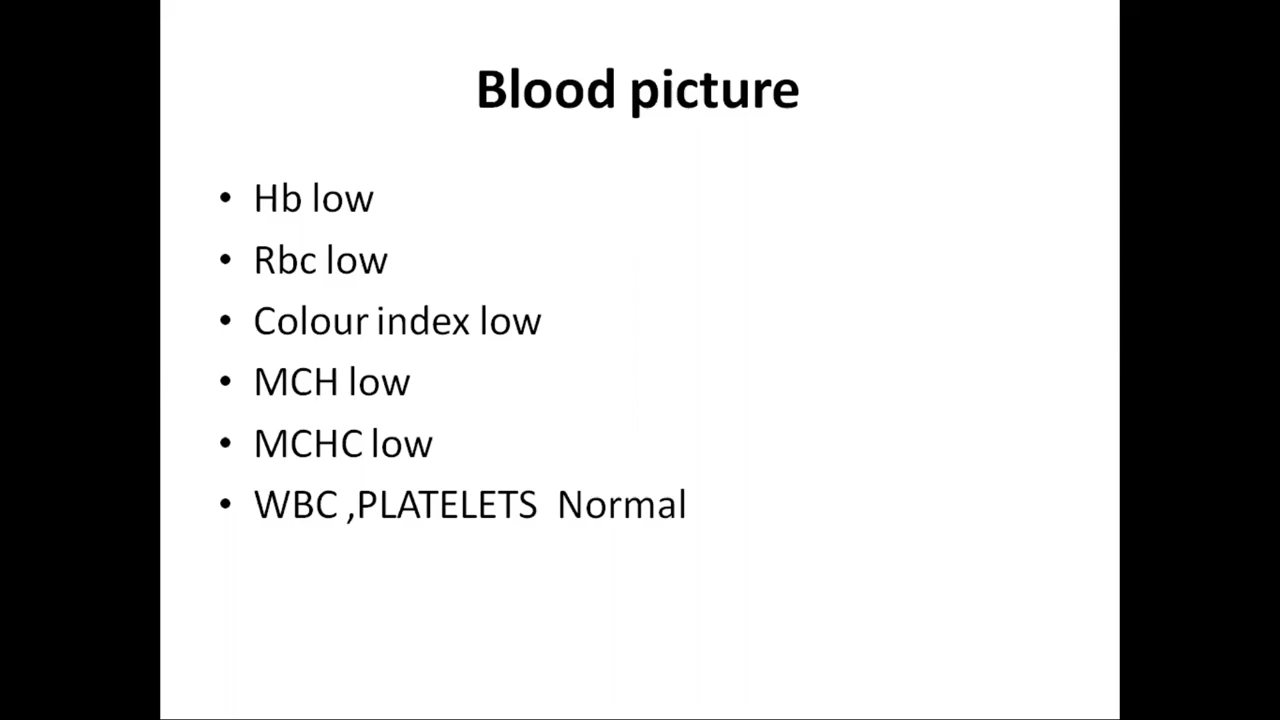 Blood picture
• Hb low
• Rbc low
• Colour index low
• MCH low
• MCHC low
• WBC ,PLATELETS  Normal